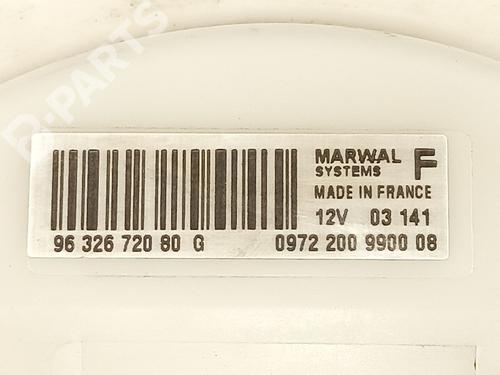 B-PARTS
MARWAL F
SYSTEMS
MADE IN FRANCE
12V 03 141
96 326 720 80 G 0972 200 9900 08